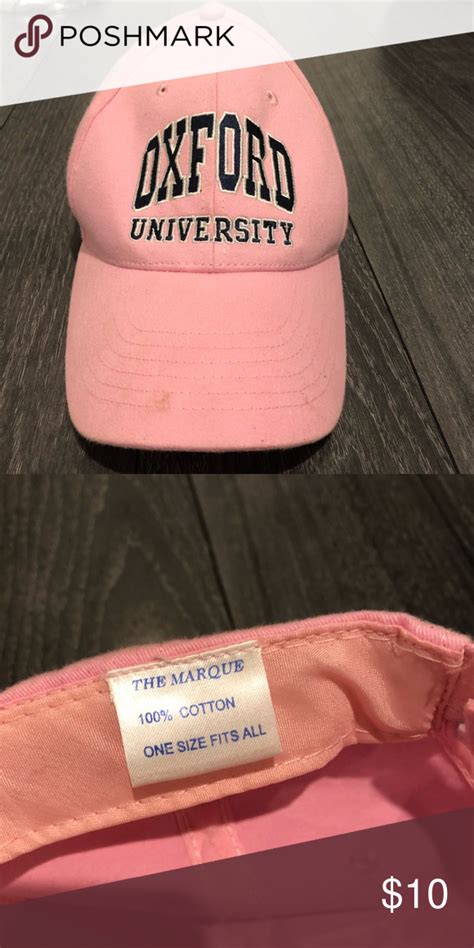 POSHMARK
OXFORD
UNIVERSITY
THE MARQUE
100% COTTON
ONE SIZE FITS ALL
$10